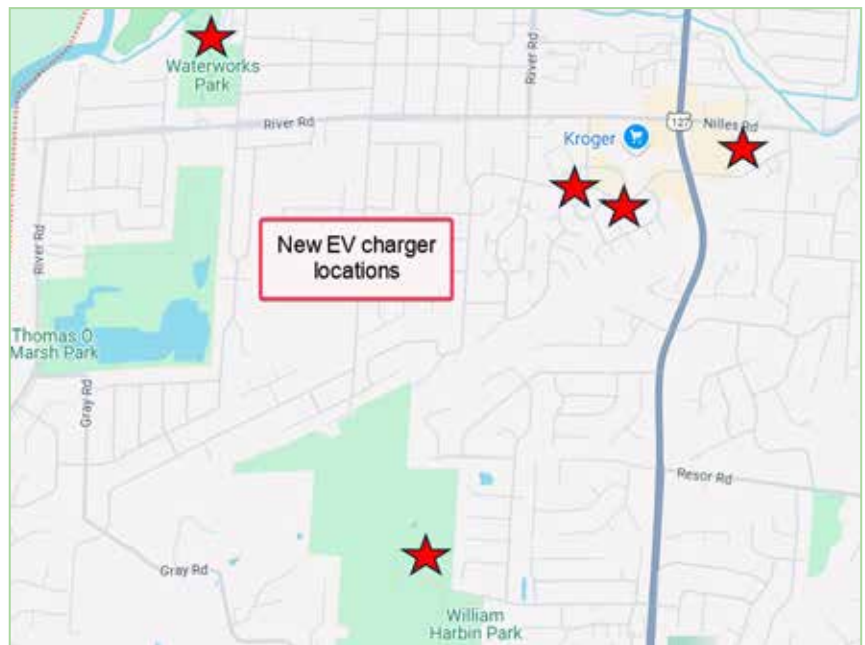 Waterworks
Park
River Rd
River Rd
Kroger
127
Nilles Rd
New EV charger
locations
River Rd
Thomas O.
Marsh Park
Gray Rd
Resor Rd
Gray Rd
William
Harbin Park